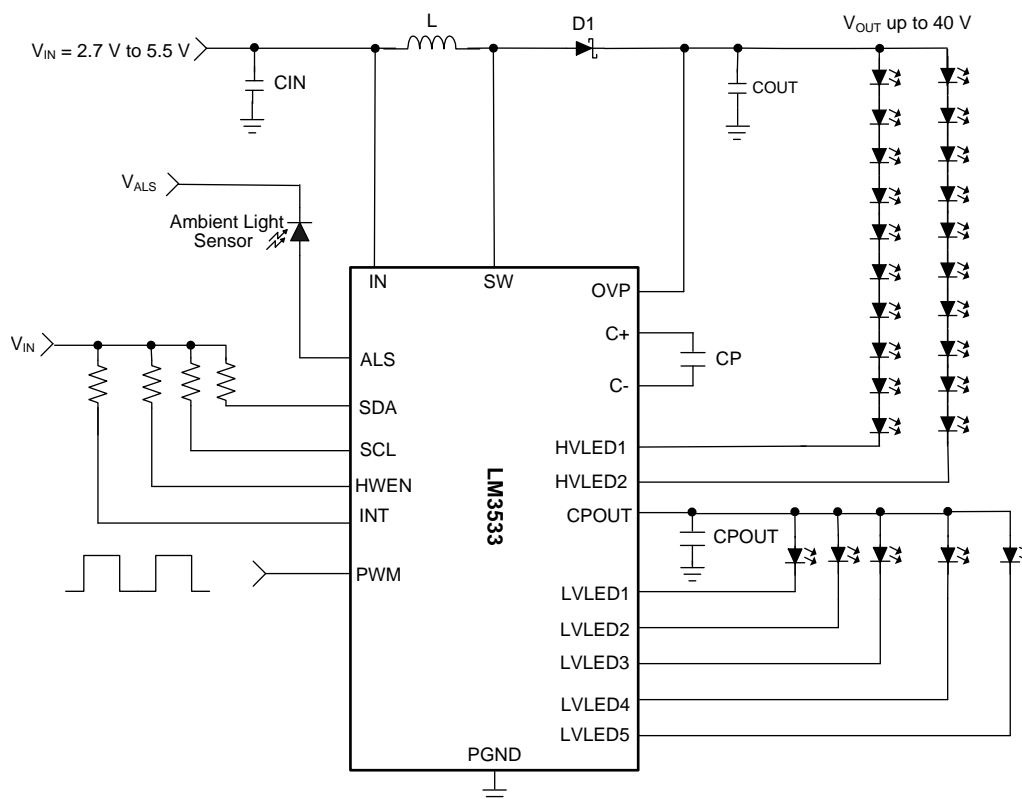 L
D1
V_OUT up to 40 V
V_IN = 2.7 V to 5.5 V
CIN
COUT
V_ALS
Ambient Light
Sensor
IN
SW
OVP
C+
CP
C-
V_IN
ALS
SDA
SCL
HWEN
INT
PWM
LM3533
HVLED1
HVLED2
CPOUT
CPOUT
LVLED1
LVLED2
LVLED3
LVLED4
LVLED5
PGND